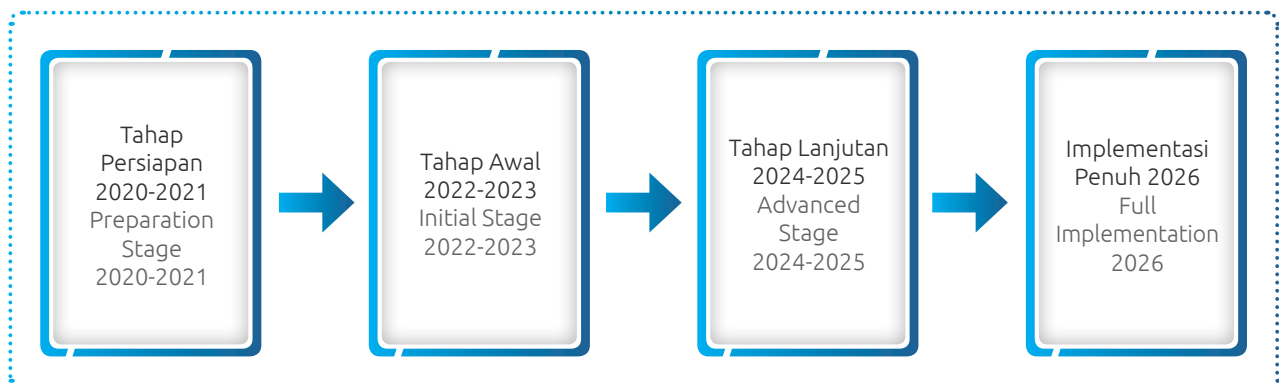 Tahap
Persiapan
2020-2021
Preparation
Stage
2020-2021
Tahap Awal
2022-2023
Initial Stage
2022-2023
Tahap Lanjutan
2024-2025
Advanced
Stage
2024-2025
Implementasi
Penuh 2026
Full
Implementation
2026